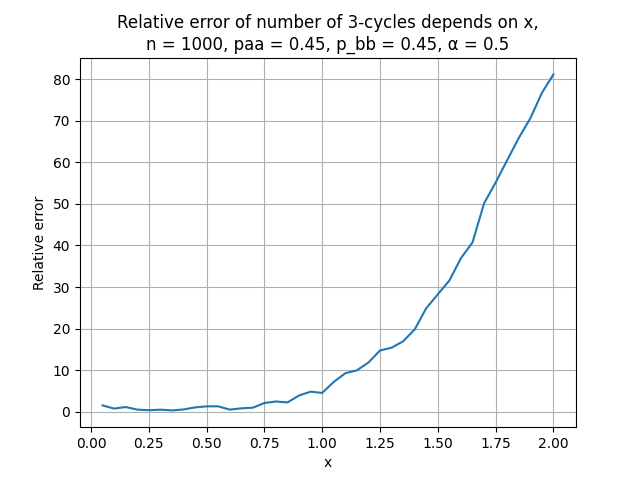 Relative error of number of 3-cycles depends on x,
n = 1000, paa = 0.45, p_bb = 0.45, α = 0.5
80
70
60
50
40
30
20
10
0
Relative error
0.00 0.25 0.50 0.75 1.00 1.25 1.50 1.75 2.00
x